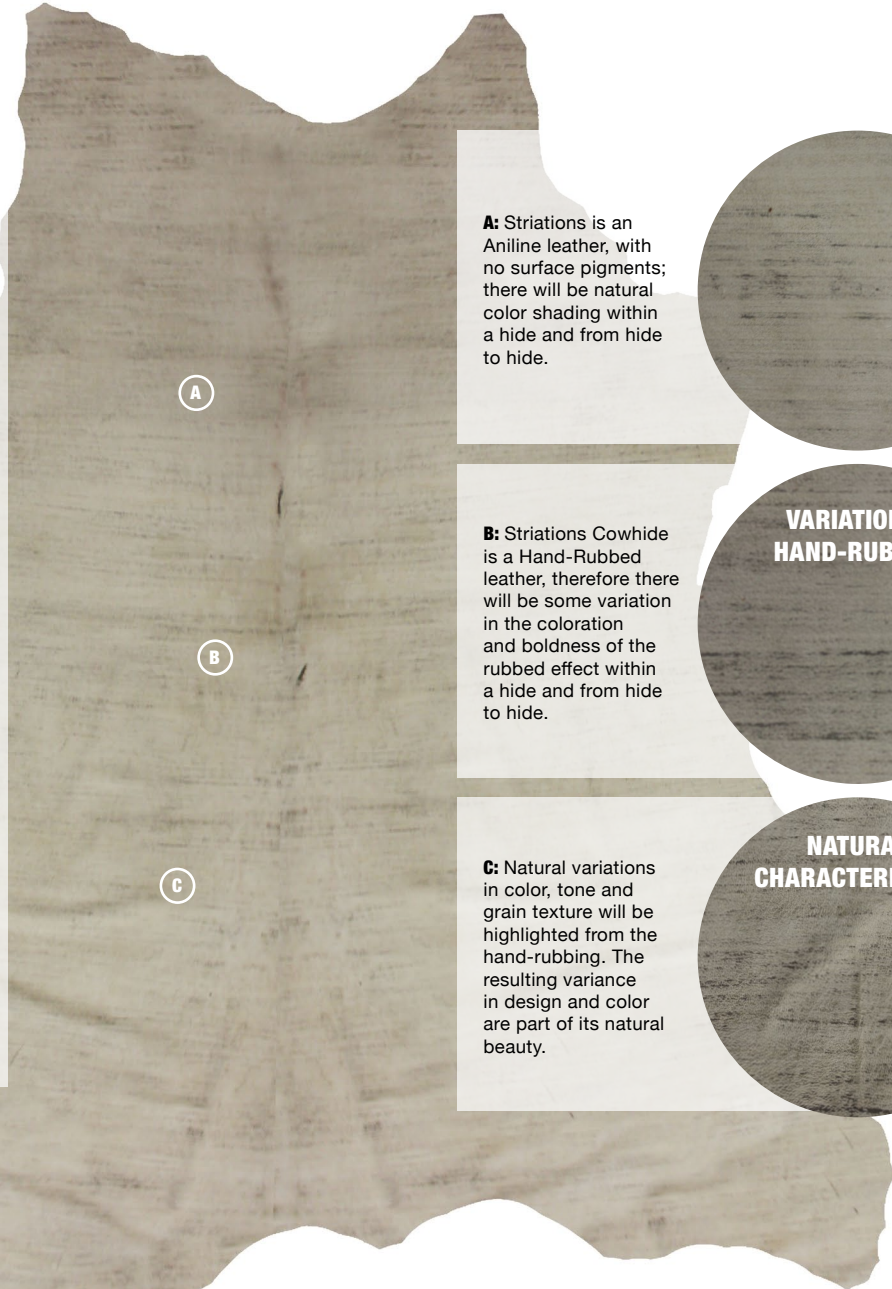 A: Striations is an
Aniline leather, with
no surface pigments;
there will be natural
color shading within
a hide and from hide
to hide.
A
B: Striations Cowhide
is a Hand-Rubbed
leather, therefore there
will be some variation
in the coloration
and boldness of the
rubbed effect within
a hide and from hide
to hide.
B
C: Natural variations
in color, tone and
grain texture will be
highlighted from the
hand-rubbing. The
resulting variance
in design and color
are part of its natural
beauty.
C